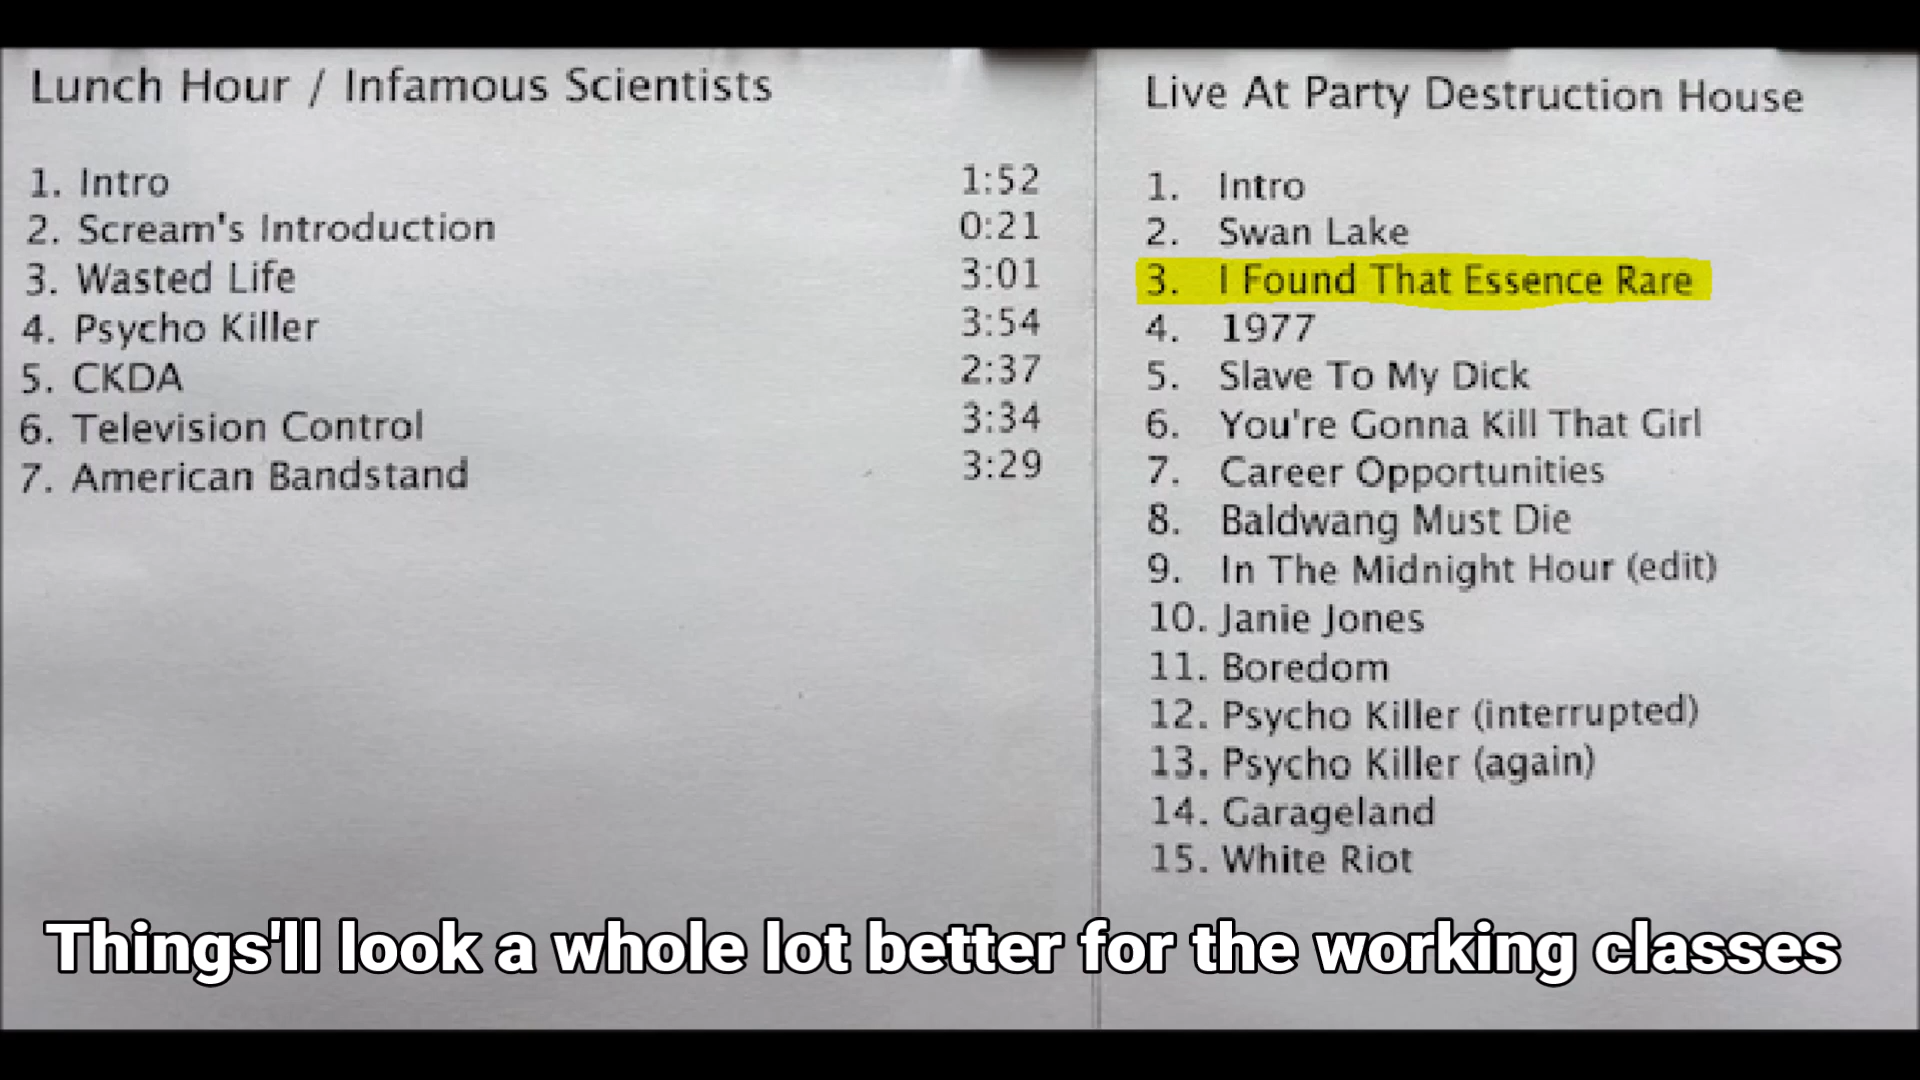 Lunch Hour / Infamous Scientists
1. Intro 1:52
2. Scream's Introduction 0:21
3. Wasted Life 3:01
4. Psycho Killer 3:54
5. CKDA 2:37
6. Television Control 3:34
7. American Bandstand 3:29
Live At Party Destruction House
1. Intro
2. Swan Lake
3. I Found That Essence Rare
4. 1977
5. Slave To My Dick
6. You're Gonna Kill That Girl
7. Career Opportunities
8. Baldwang Must Die
9. In The Midnight Hour (edit)
10. Janie Jones
11. Boredom
12. Psycho Killer (interrupted)
13. Psycho Killer (again)
14. Garageland
15. White Riot
Things'll look a whole lot better for the working classes